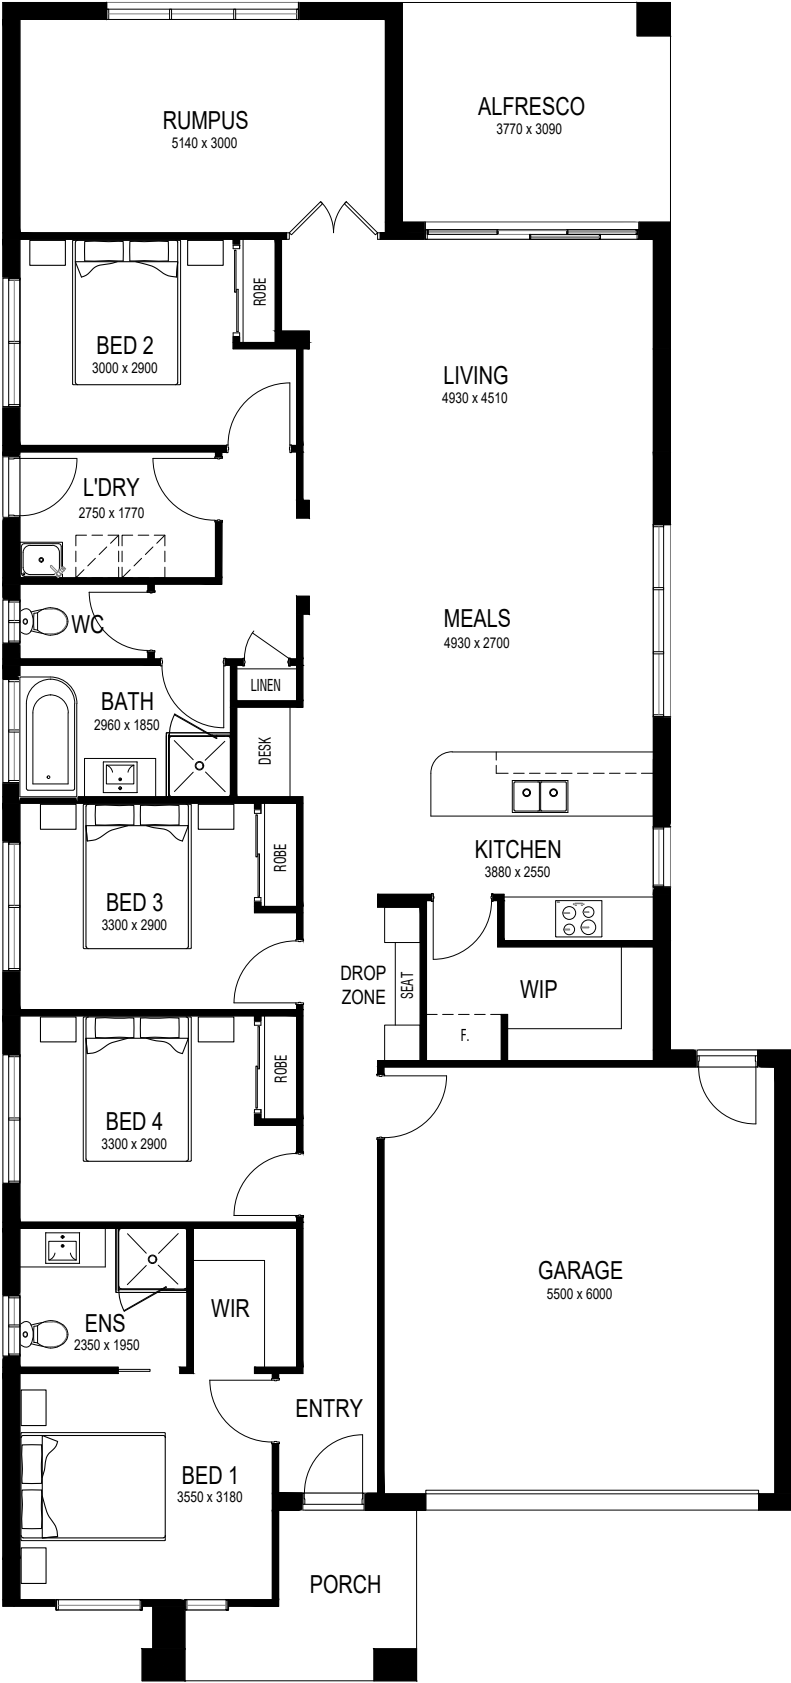 RUMPUS
5140 x 3000
ALFRESCO
3770 x 3090
ROBE
BED 2
3000 x 2900
LIVING
4930 x 4510
L'DRY
2750 x 1770
WC
MEALS
4930 x 2700
LINEN
BATH
2960 x 1850
DESK
KITCHEN
3880 x 2550
ROBE
BED 3
3300 x 2900
DROP
ZONE
SEAT
WIP
F.
ROBE
BED 4
3300 x 2900
GARAGE
5500 x 6000
WIR
ENS
2350 x 1950
ENTRY
BED 1
3550 x 3180
PORCH